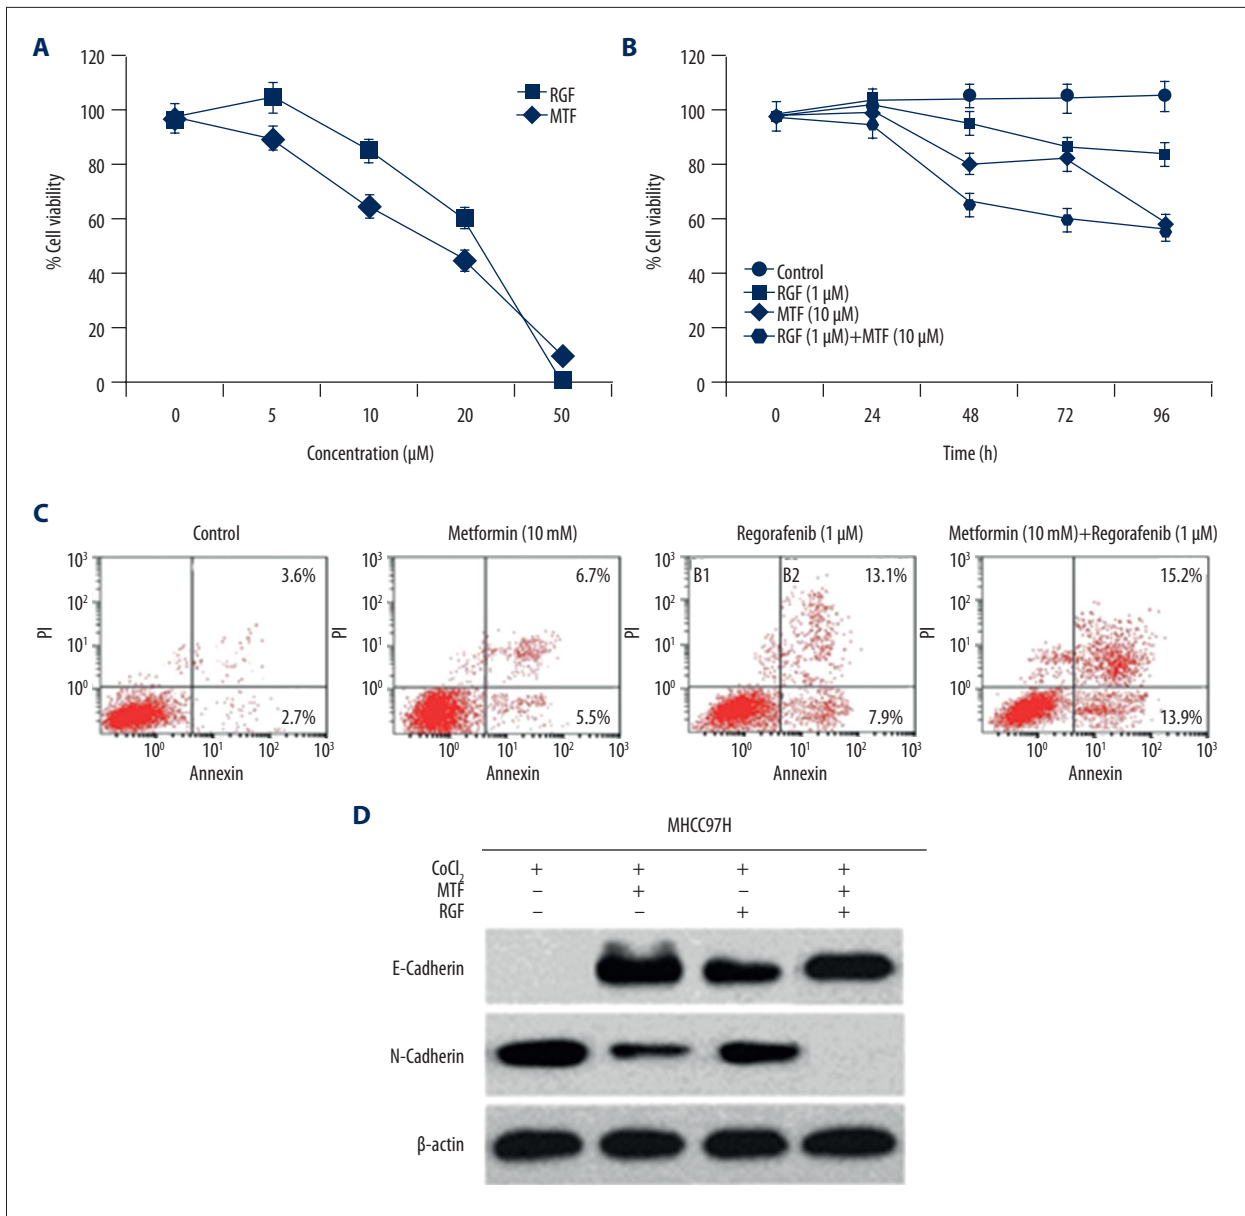 A
120
100
80
60
40
20
0
% Cell viability
RGF
MTF
0 5 10 20 50
Concentration (µM)
B
120
100
80
60
40
20
0
% Cell viability
Control
RGF (1 µM)
MTF (10 µM)
RGF (1 µM)+MTF (10 µM)
0 24 48 72 96
Time (h)
C
Control
10³
10²
10¹
10⁰
PI
3.6%
2.7%
10⁰ 10¹ 10² 10³
Annexin
Metformin (10 mM)
10³
10²
10¹
10⁰
PI
6.7%
5.5%
10⁰ 10¹ 10² 10³
Annexin
Regorafenib (1 µM)
10³
10²
10¹
10⁰
PI
B1 B2 13.1%
7.9%
10⁰ 10¹ 10² 10³
Annexin
Metformin (10 mM)+Regorafenib (1 µM)
10³
10²
10¹
10⁰
PI
15.2%
13.9%
10⁰ 10¹ 10² 10³
Annexin
D
MHCC97H
CoCl₂ + + + +
MTF – + – +
RGF – – + +
E-Cadherin
N-Cadherin
β-actin